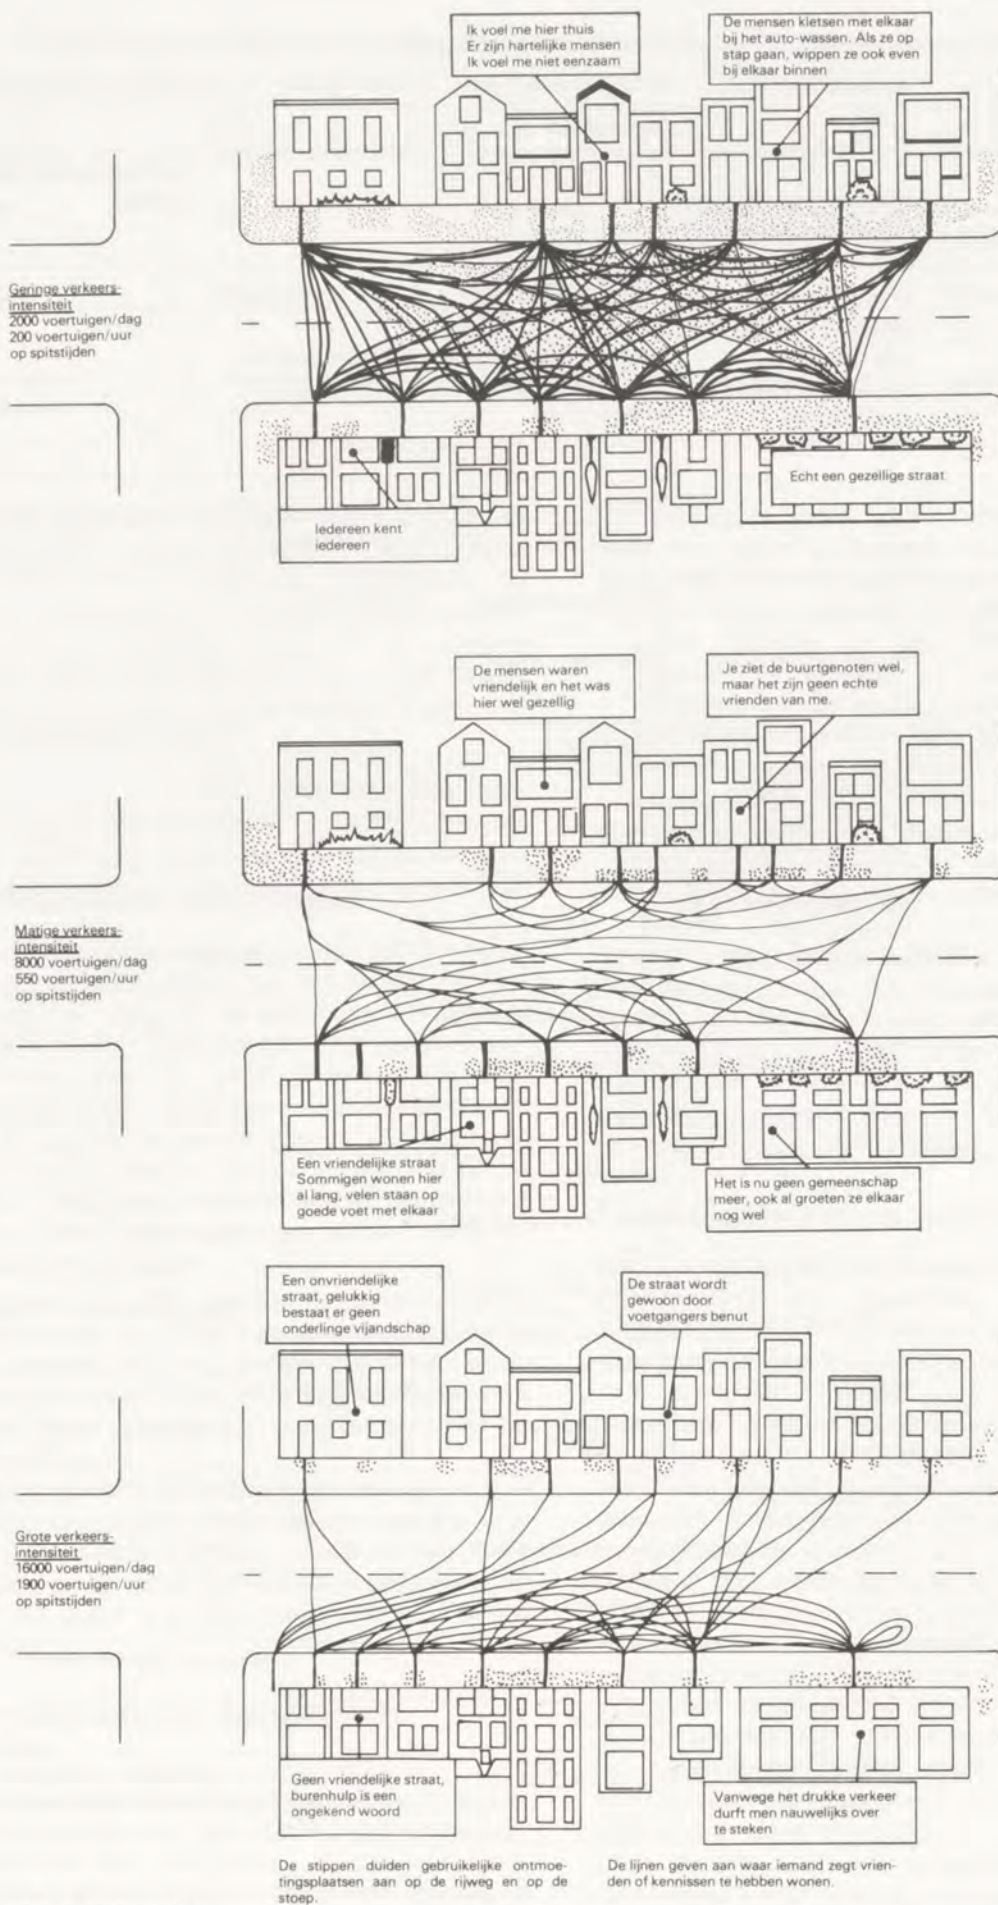 Ik voel me hier thuis
Er zijn hartelijke mensen
Ik voel me niet eenzaam
De mensen kletsen met elkaar
bij het auto-wassen. Als ze op
stap gaan, wippen ze ook even
bij elkaar binnen
Geringe verkeers-
intensiteit
2000 voertuigen/dag
200 voertuigen/uur
op spitstijden
Echt een gezellige straat
Iedereen kent
iedereen
De mensen waren
vriendelijk en het was
hier wel gezellig
Je ziet de buurtgenoten wel,
maar het zijn geen echte
vrienden van me.
Matige verkeers-
intensiteit
8000 voertuigen/dag
550 voertuigen/uur
op spitstijden
Een vriendelijke straat
Sommigen wonen hier
al lang, velen staan op
goede voet met elkaar
Het is nu geen gemeenschap
meer, ook al groeten ze elkaar
nog wel
Een onvriendelijke
straat, gelukkig
bestaat er geen
onderlinge vijandschap
De straat wordt
gewoon door
voetgangers benut
Grote verkeers-
intensiteit
16000 voertuigen/dag
1900 voertuigen/uur
op spitstijden
Geen vriendelijke straat,
burenhulp is een
ongekend woord
Vanwege het drukke verkeer
durft men nauwelijks over
te steken
De stippen duiden gebruikelijke ontmoe-
tingsplaatsen aan op de rijweg en op de
stoep.
De lijnen geven aan waar iemand zegt vrien-
den of kennissen te hebben wonen.